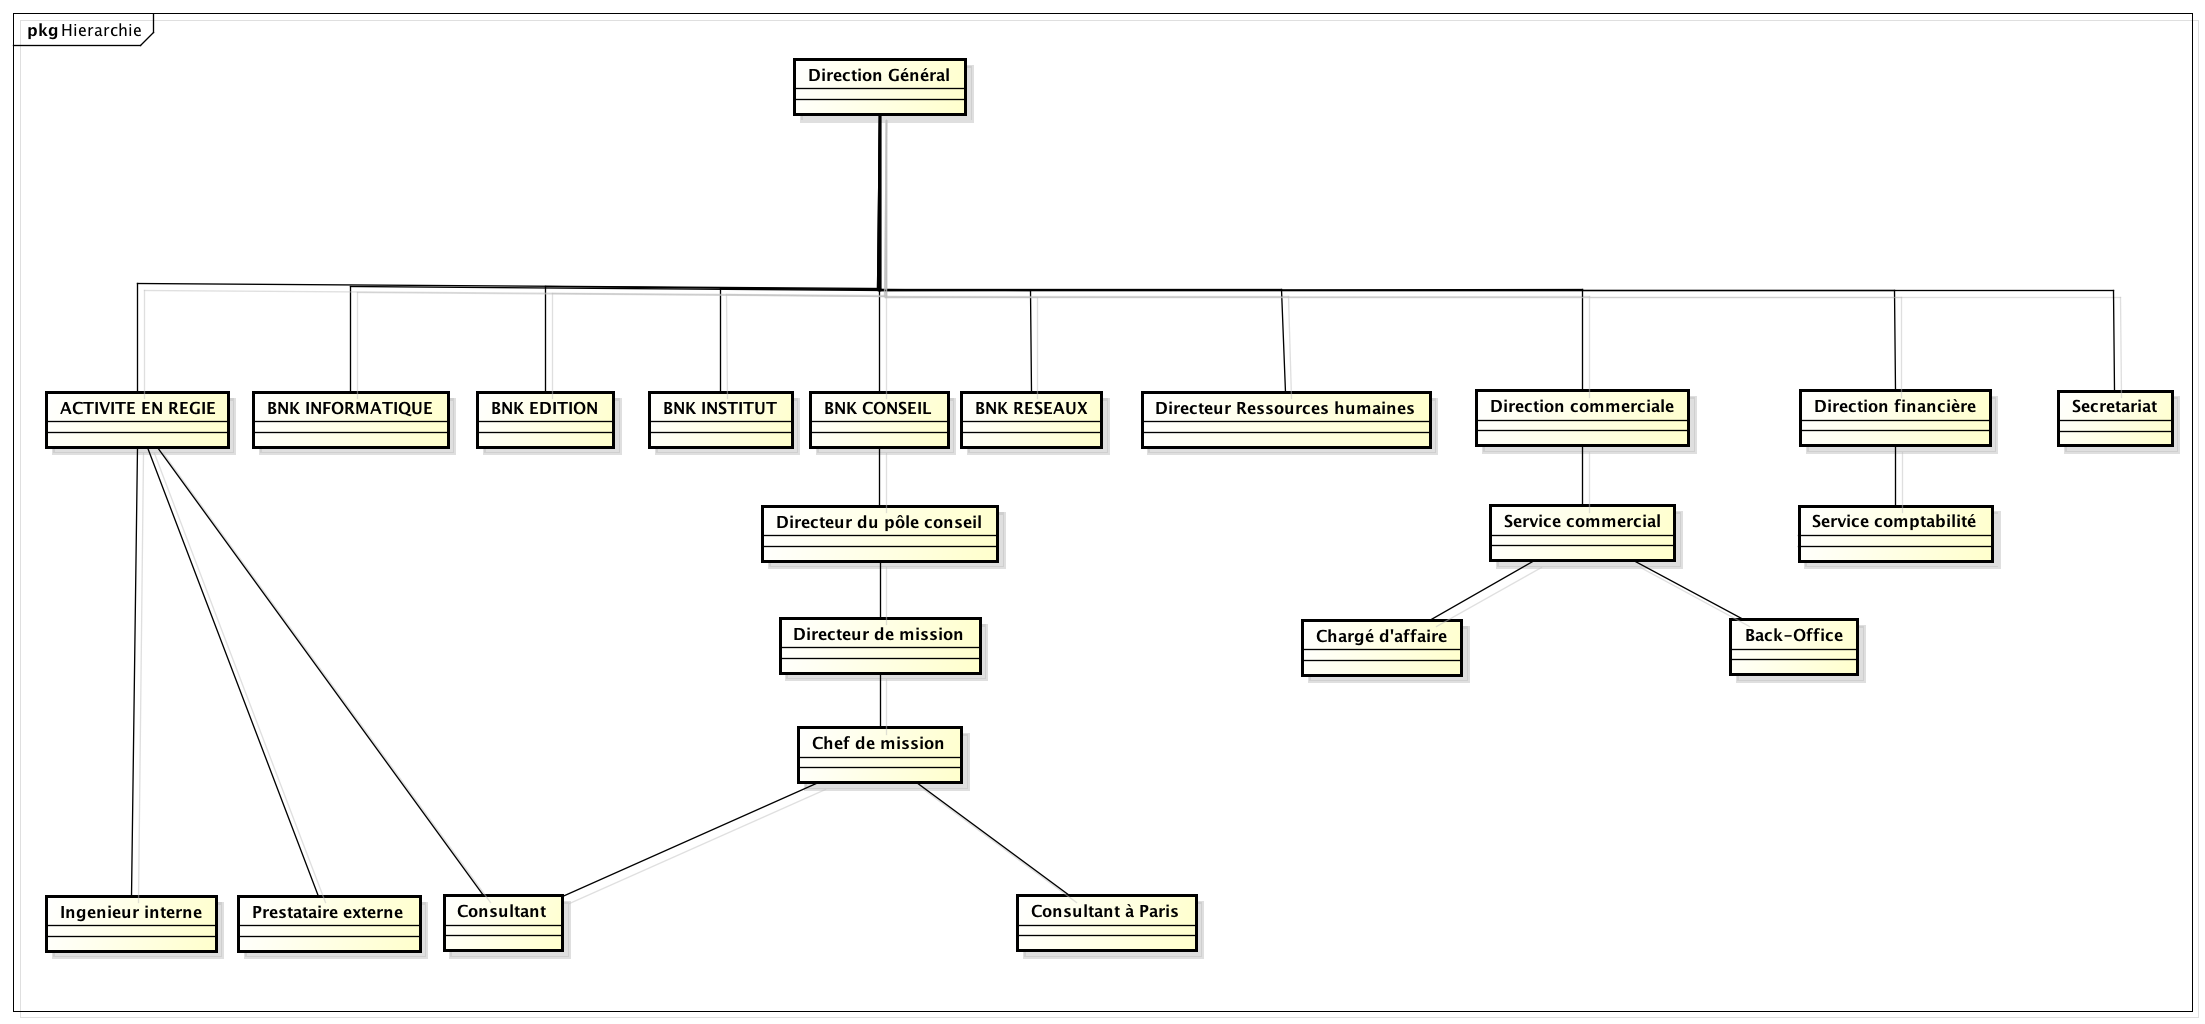 pkg Hierarchie
Direction Général
ACTIVITE EN REGIE
BNK INFORMATIQUE
BNK EDITION
BNK INSTITUT
BNK CONSEIL
BNK RESEAUX
Directeur Ressources humaines
Direction commerciale
Direction financière
Secretariat
Directeur du pôle conseil
Service commercial
Service comptabilité
Directeur de mission
Chargé d'affaire
Back-Office
Chef de mission
Ingenieur interne
Prestataire externe
Consultant
Consultant à Paris